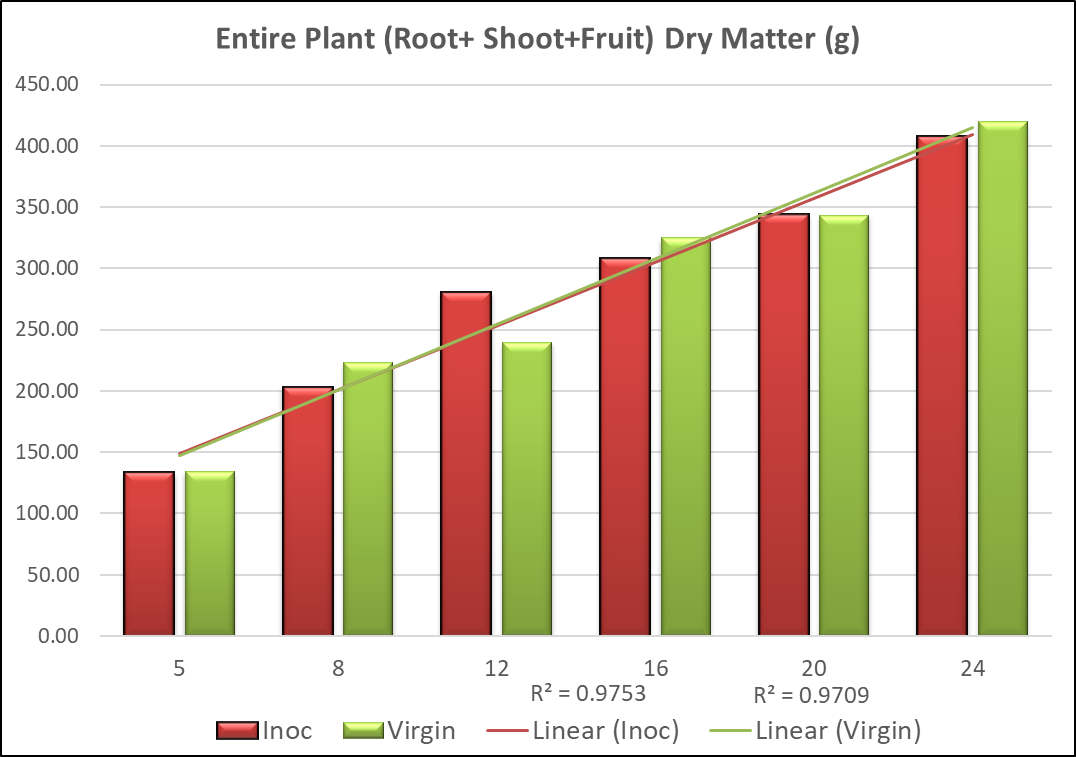 Entire Plant (Root+ Shoot+Fruit) Dry Matter (g)
450.00
400.00
350.00
300.00
250.00
200.00
150.00
100.00
50.00
0.00
5 8 12 16 20 24
R² = 0.9753 R² = 0.9709
Inoc Virgin Linear (Inoc) Linear (Virgin)